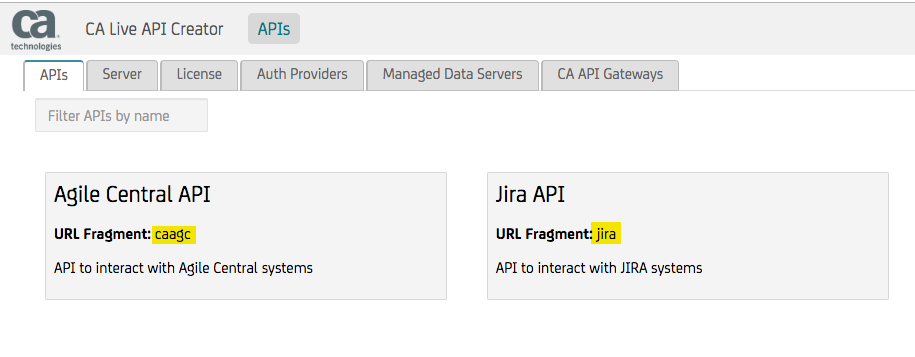 ca
technologies
CA Live API Creator APIs
APIs Server License Auth Providers Managed Data Servers CA API Gateways
Filter APIs by name
Agile Central API
URL Fragment: caagc
API to interact with Agile Central systems
Jira API
URL Fragment: jira
API to interact with JIRA systems